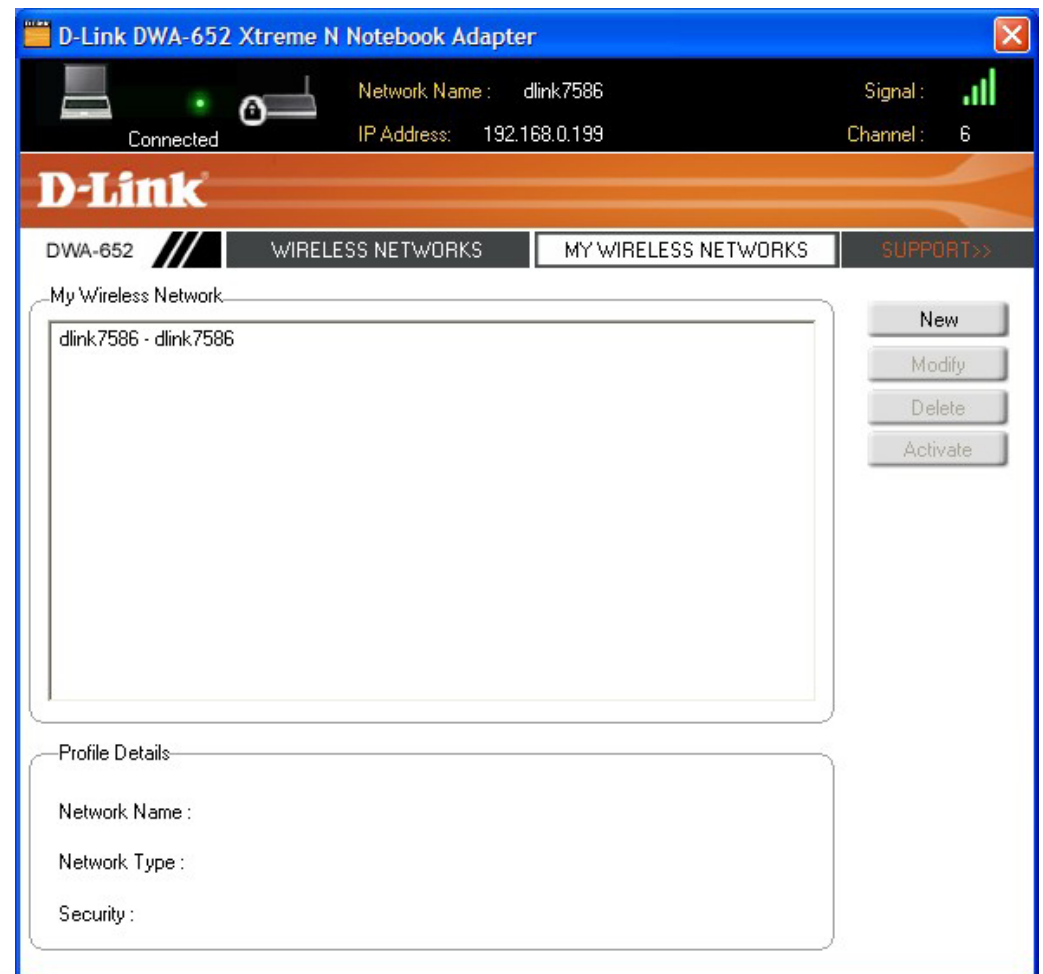 D-Link DWA-652 Xtreme N Notebook Adapter
Network Name : dlink7586 Signal :
Connected IP Address: 192.168.0.199 Channel : 6
D-Link
DWA-652 WIRELESS NETWORKS MY WIRELESS NETWORKS SUPPORT>>
My Wireless Network
dlink7586 - dlink7586
New
Modify
Delete
Activate
Profile Details
Network Name :
Network Type :
Security :